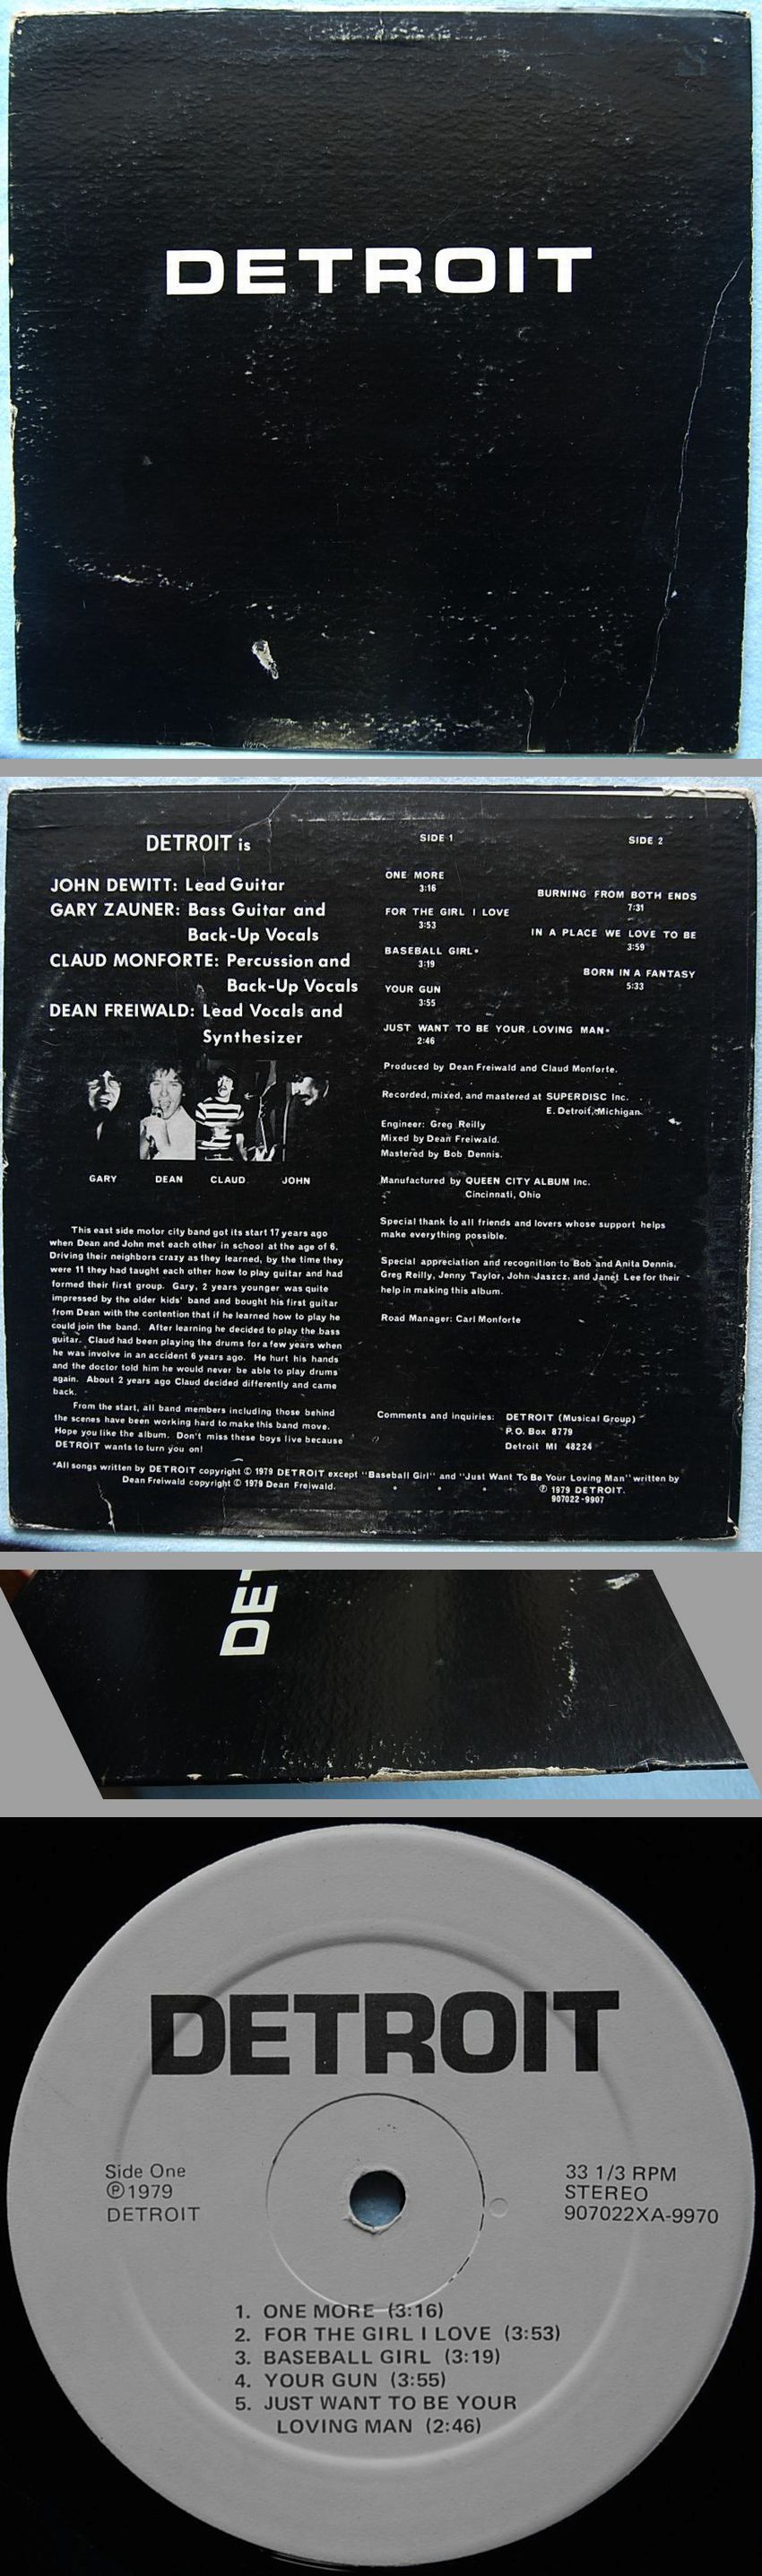 DETROIT
DETROIT is
JOHN DEWITT: Lead Guitar
GARY ZAUNER: Bass Guitar and
Back-Up Vocals
CLAUD MONFORTE: Percussion and
Back-Up Vocals
DEAN FREIWALD: Lead Vocals and
Synthesizer
GARY DEAN CLAUD JOHN
This east side motor city band got its start 17 years ago
when Dean and John met each other in school at the age of 6.
Driving their neighbors crazy as they learned, by the time they
were 11 they had taught each other how to play guitar and had
formed their first group. Gary, 2 years younger was quite
impressed by the older kids' band and bought his first guitar
from Dean with the contention that if he learned how to play he
could join the band. After learning he decided to play the bass
guitar. Claud had been playing the drums for a few years when
he was involve in an accident 6 years ago. He hurt his hands
and the doctor told him he would never be able to play drums
again. About 2 years ago Claud decided differently and came
back.
From the start, all band members including those behind
the scenes have been working hard to make this band move.
Hope you like the album. Don't miss these boys live because
DETROIT wants to turn you on!
SIDE 1
ONE MORE
3:16
FOR THE GIRL I LOVE
3:53
BASEBALL GIRL*
3:19
YOUR GUN
3:55
JUST WANT TO BE YOUR LOVING MAN*
2:46
SIDE 2
BURNING FROM BOTH ENDS
7:31
IN A PLACE WE LOVE TO BE
3:59
BORN IN A FANTASY
5:33
Produced by Dean Freiwald and Claud Monforte.
Recorded, mixed, and mastered at SUPERDISC Inc.
E. Detroit, Michigan.
Engineer: Greg Reilly
Mixed by Dean Freiwald.
Mastered by Bob Dennis.
Manufactured by QUEEN CITY ALBUM Inc.
Cincinnati, Ohio
Special thank to all friends and lovers whose support helps
make everything possible.
Special appreciation and recognition to Bob and Anita Dennis,
Greg Reilly, Jenny Taylor, John Jaszcz, and Janet Lee for their
help in making this album.
Road Manager: Carl Monforte
Comments and inquiries: DETROIT (Musical Group)
P.O. Box 8779
Detroit MI 48224
*All songs written by DETROIT copyright © 1979 DETROIT except "Baseball Girl" and "Just Want To Be Your Loving Man" written by
Dean Freiwald copyright © 1979 Dean Freiwald.
℗ 1979 DETROIT.
907022-9907
DET
DETROIT
Side One
℗1979
DETROIT
33 1/3 RPM
STEREO
907022XA-9970
1. ONE MORE (3:16)
2. FOR THE GIRL I LOVE (3:53)
3. BASEBALL GIRL (3:19)
4. YOUR GUN (3:55)
5. JUST WANT TO BE YOUR
LOVING MAN (2:46)